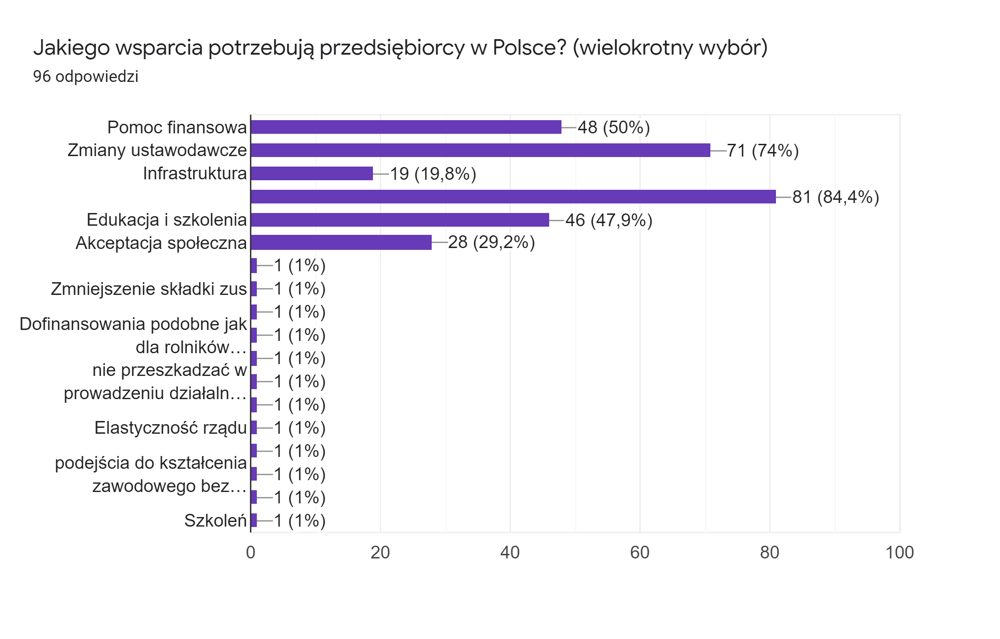 Jakiego wsparcia potrzebują przedsiębiorcy w Polsce? (wielokrotny wybór)
96 odpowiedzi
Pomoc finansowa 48 (50%)
Zmiany ustawodawcze 71 (74%)
Infrastruktura 19 (19,8%)
81 (84,4%)
Edukacja i szkolenia 46 (47,9%)
Akceptacja społeczna 28 (29,2%)
1 (1%)
Zmniejszenie składki zus 1 (1%)
1 (1%)
Dofinansowania podobne jak
1 (1%)
dla rolników…
1 (1%)
nie przeszkadzać w
1 (1%)
prowadzeniu działaln…
1 (1%)
Elastyczność rządu 1 (1%)
1 (1%)
podejścia do kształcenia
1 (1%)
zawodowego bez…
1 (1%)
Szkoleń 1 (1%)
0 20 40 60 80 100